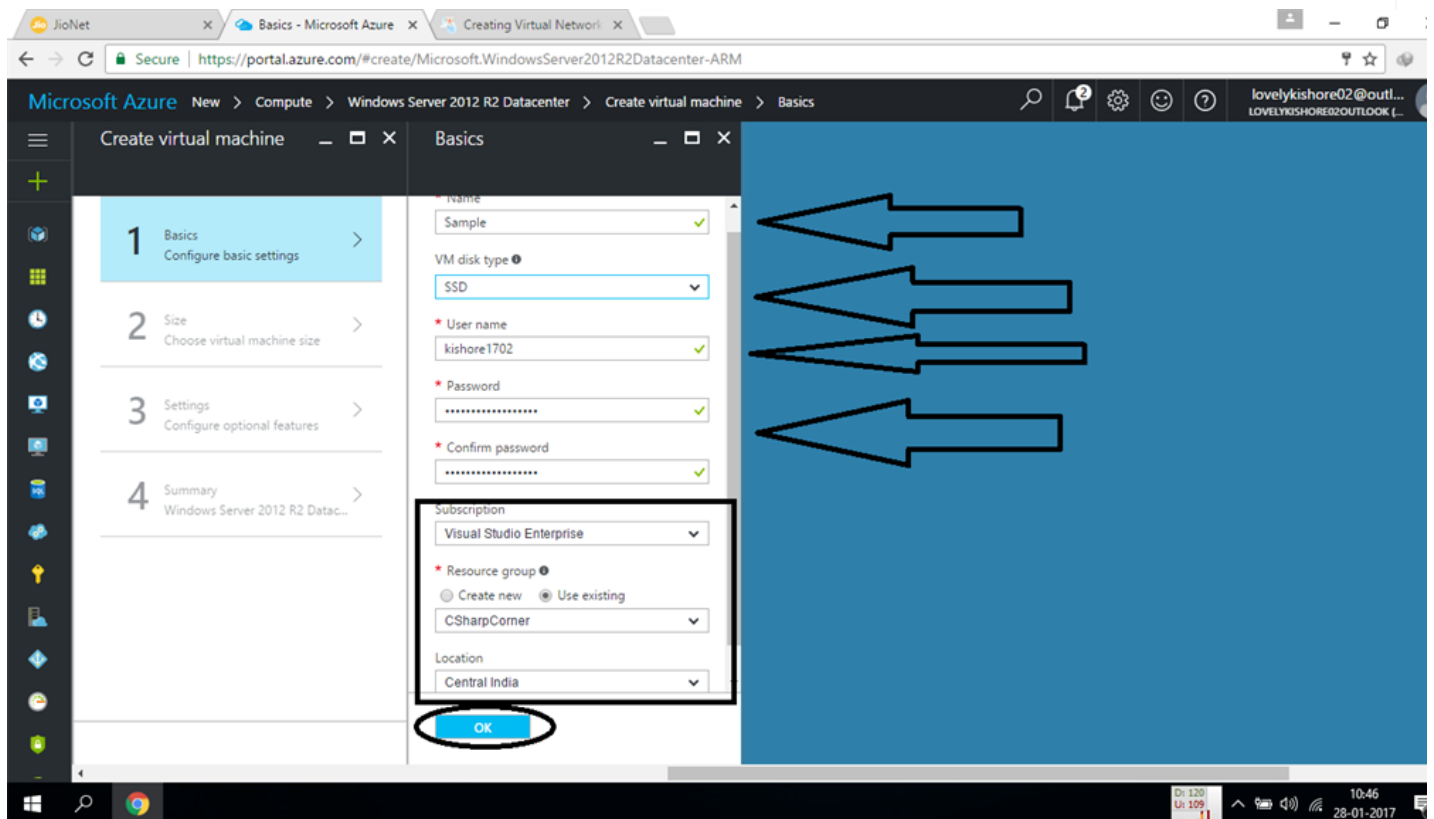 JioNet
Basics - Microsoft Azure
Creating Virtual Network
Secure
https://portal.azure.com/#create/Microsoft.WindowsServer2012R2Datacenter-ARM
Microsoft Azure New > Compute > Windows Server 2012 R2 Datacenter > Create virtual machine > Basics
2
lovelykishore02@outl...
LOVELYKISHORE02OUTLOOK (...
Create virtual machine
Basics
1
Basics
Configure basic settings
2
Size
Choose virtual machine size
3
Settings
Configure optional features
4
Summary
Windows Server 2012 R2 Datac...
* Name
Sample
VM disk type
SSD
* User name
kishore1702
* Password
* Confirm password
Subscription
Visual Studio Enterprise
* Resource group
Create new
Use existing
CSharpCorner
Location
Central India
OK
D: 120
U: 109
10:46
28-01-2017